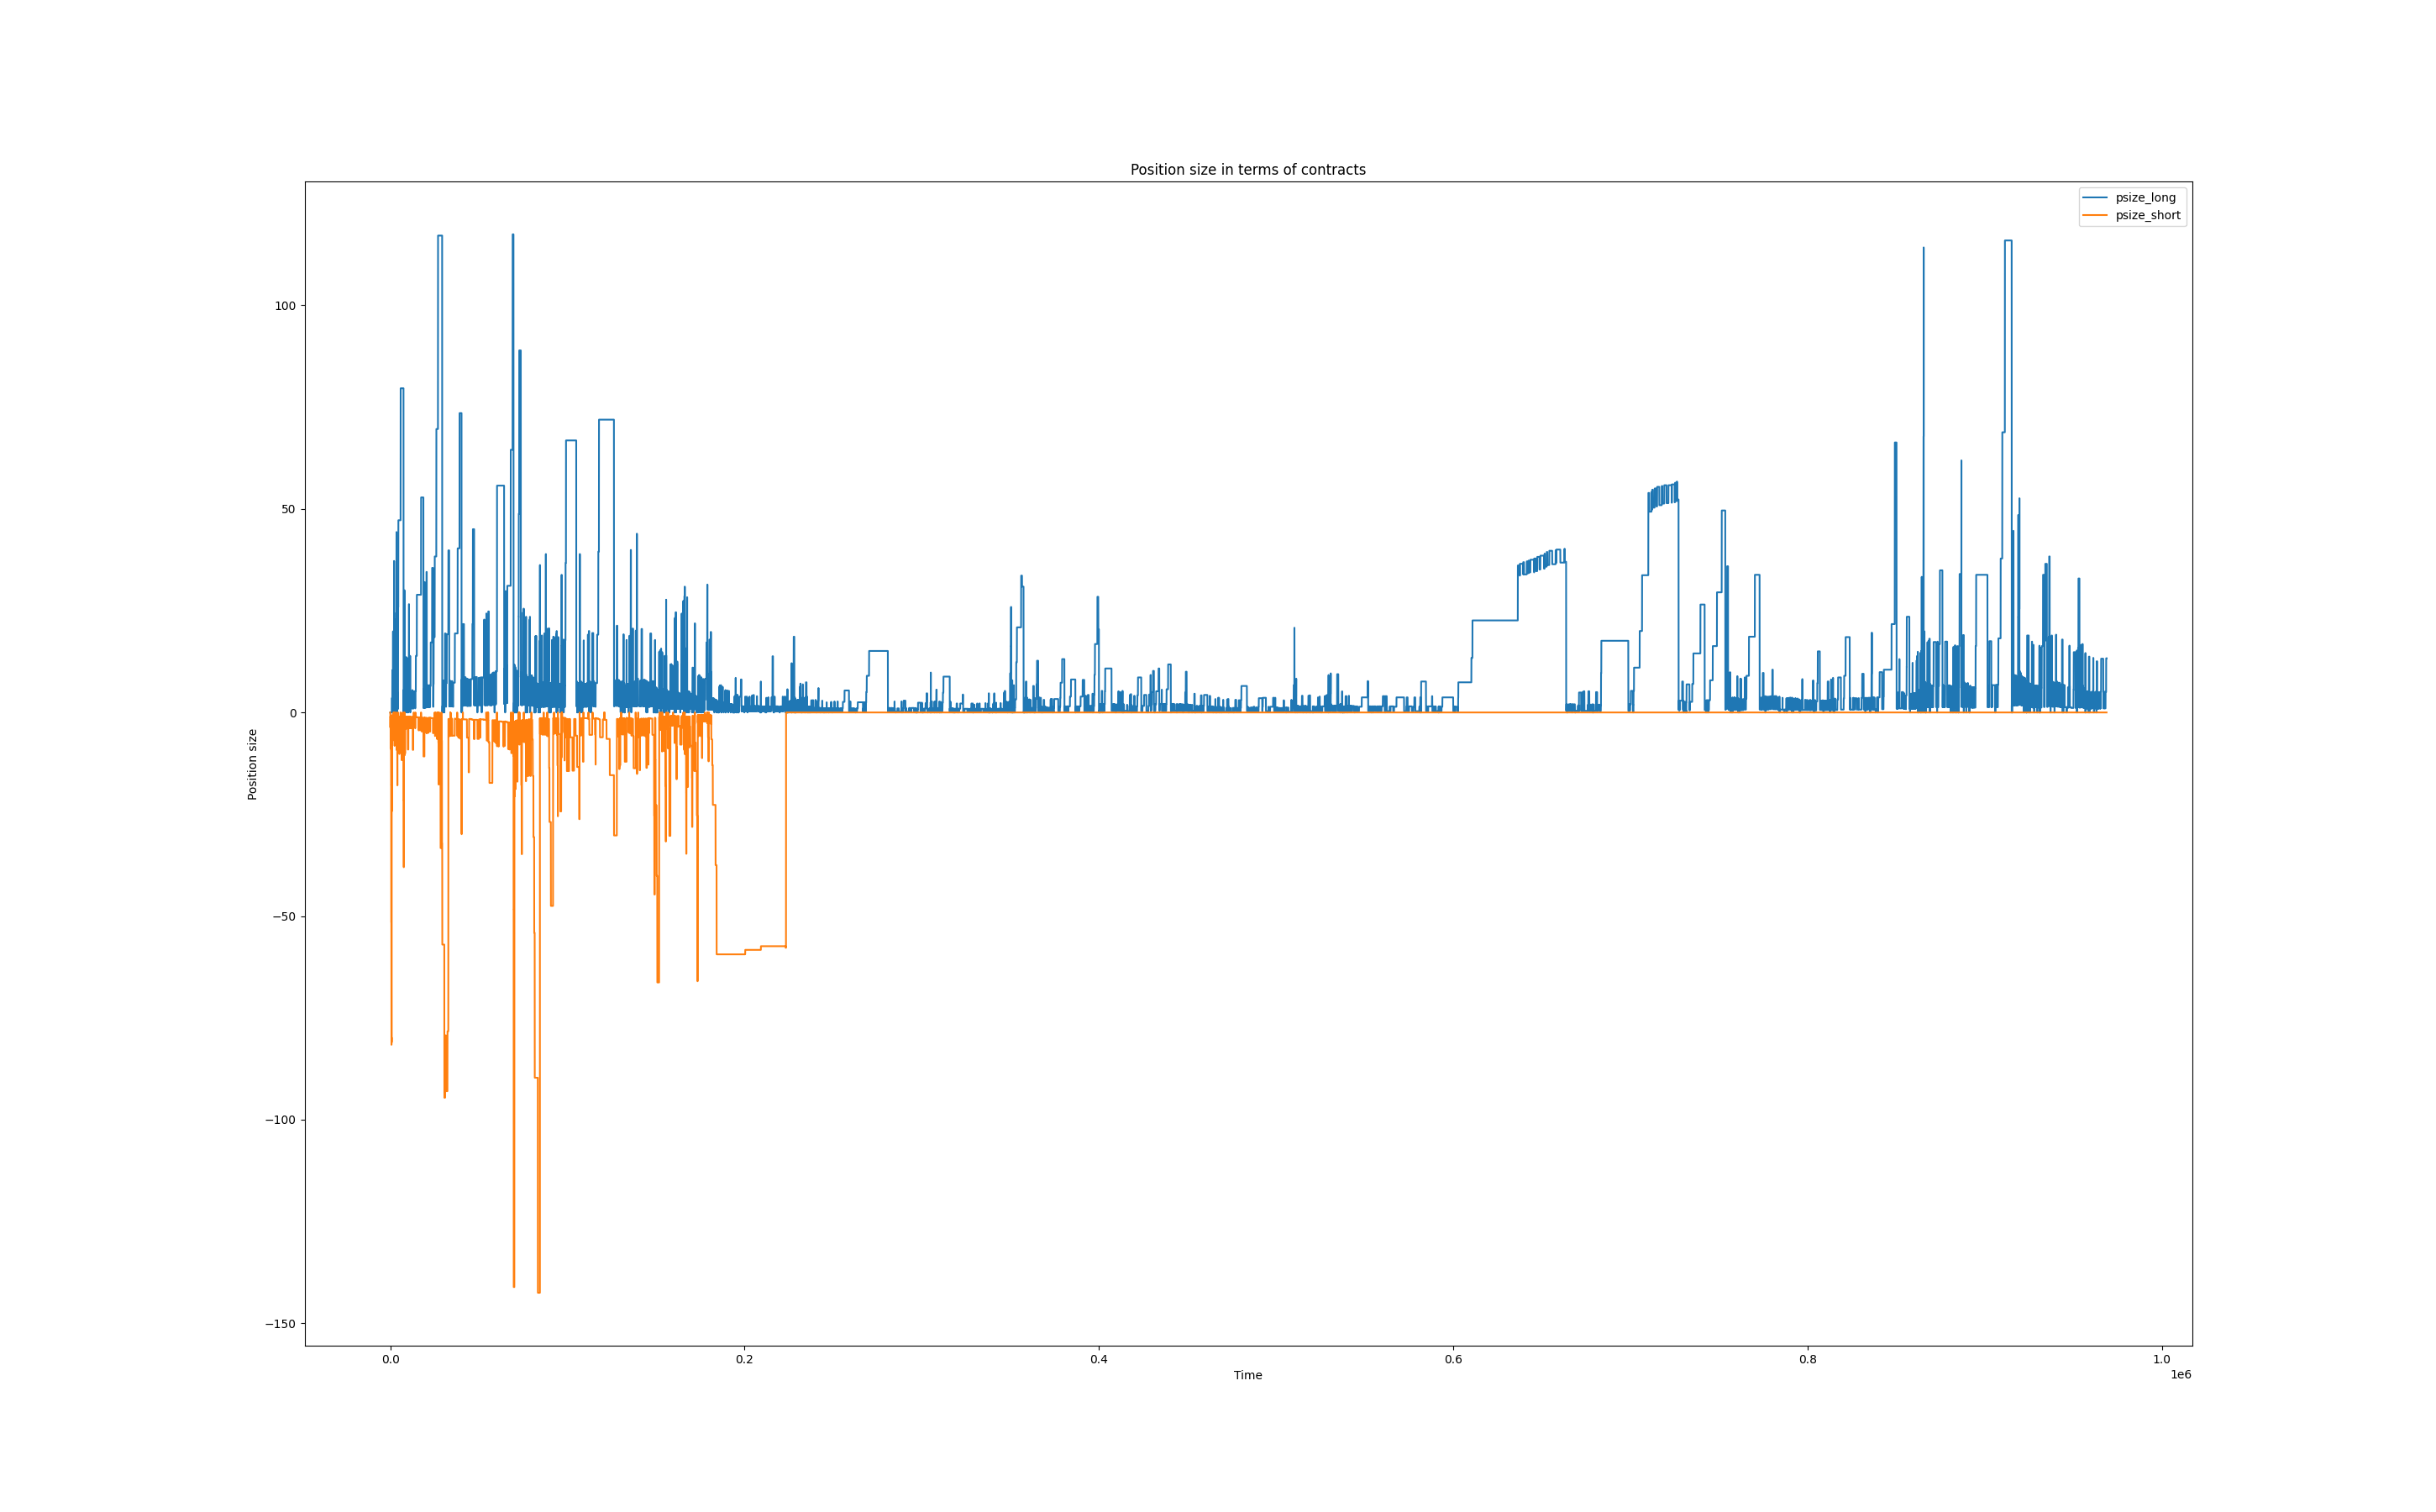 Position size in terms of contracts
psize_long
psize_short
100
50
0
−50
−100
−150
Position size
0.0 0.2 0.4 0.6 0.8 1.0
1e6
Time